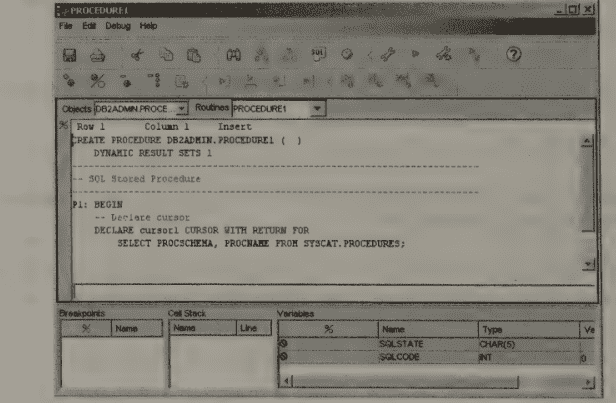 PROCEDURE1
File Edit Debug Help
SQL
Objects DB2ADMIN.PROCE... Routines PROCEDURE1
% Row 1 Column 1 Insert
CREATE PROCEDURE DB2ADMIN.PROCEDURE1 ( )
DYNAMIC RESULT SETS 1
------------------------------------------------------------------------
-- SQL Stored Procedure
------------------------------------------------------------------------
P1: BEGIN
-- Declare cursor
DECLARE cursor1 CURSOR WITH RETURN FOR
SELECT PROCSCHEMA, PROCNAME FROM SYSCAT.PROCEDURES;
Breakpoints Call Stack Variables
% Name Name Line % Name Type Va
SQLSTATE CHAR(5)
SQLCODE INT 0